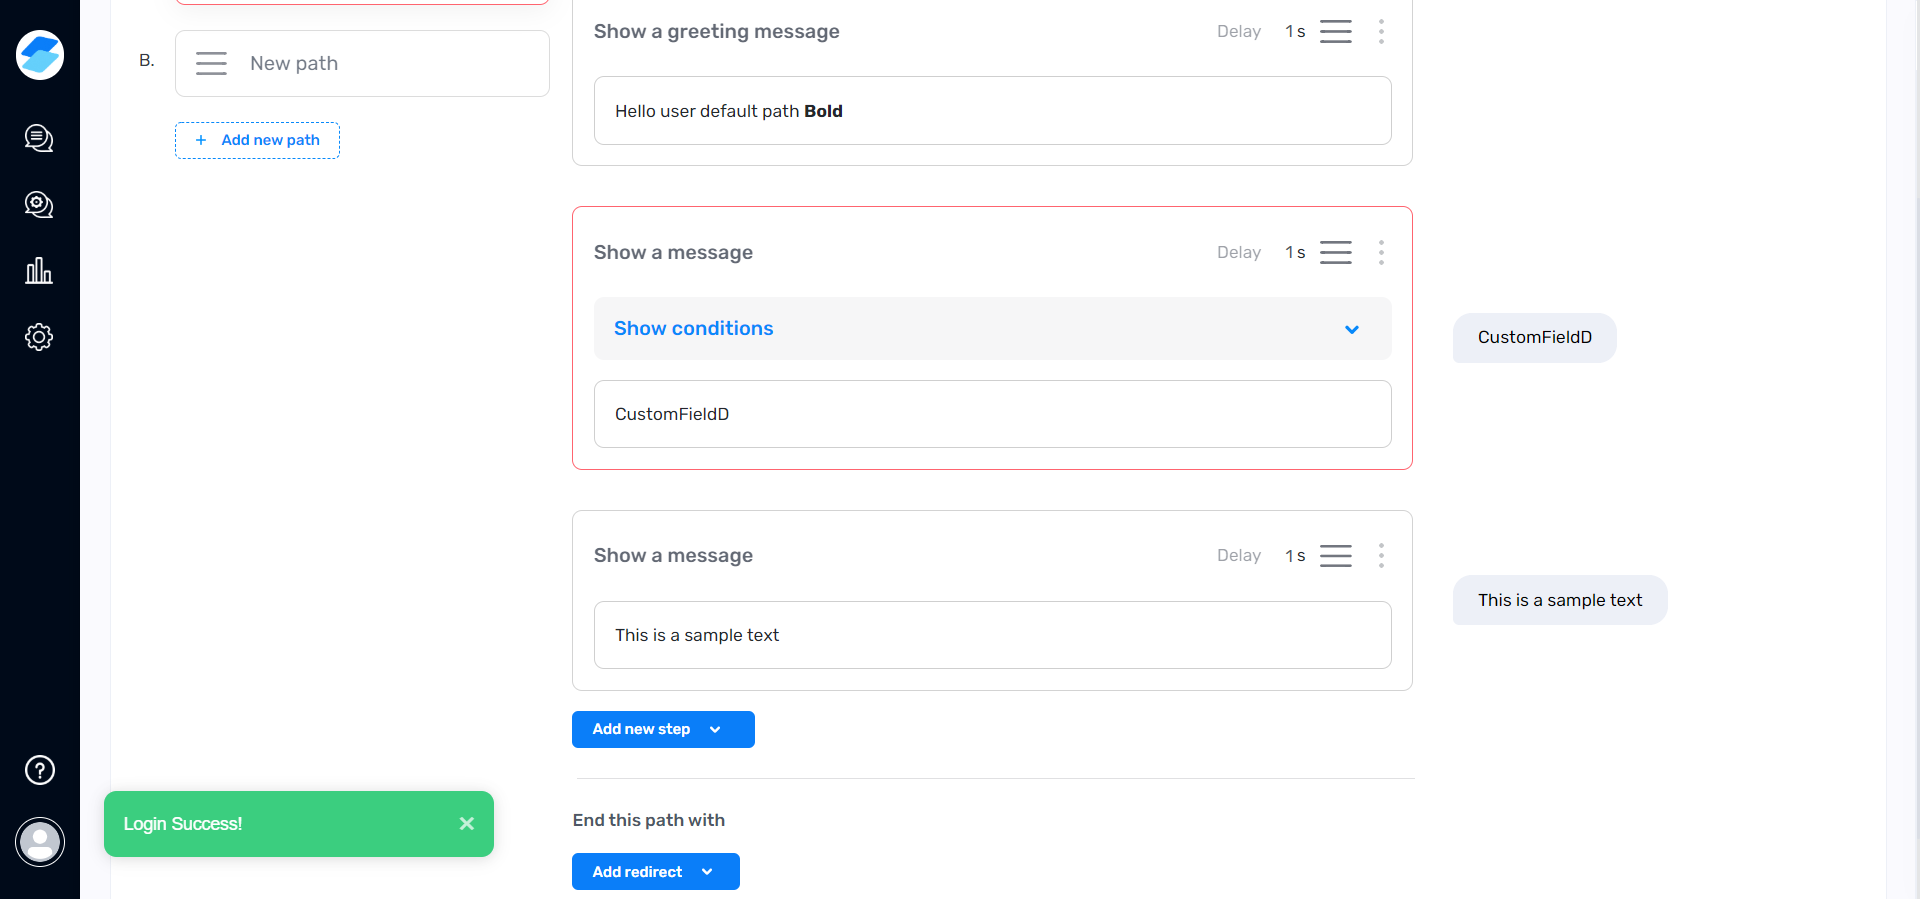 B.
New path
+ Add new path
Show a greeting message
Delay 1 s
Hello user default path Bold
Show a message
Delay 1 s
Show conditions
CustomFieldD
CustomFieldD
Show a message
Delay 1 s
This is a sample text
This is a sample text
Add new step
End this path with
Add redirect
?
Login Success!